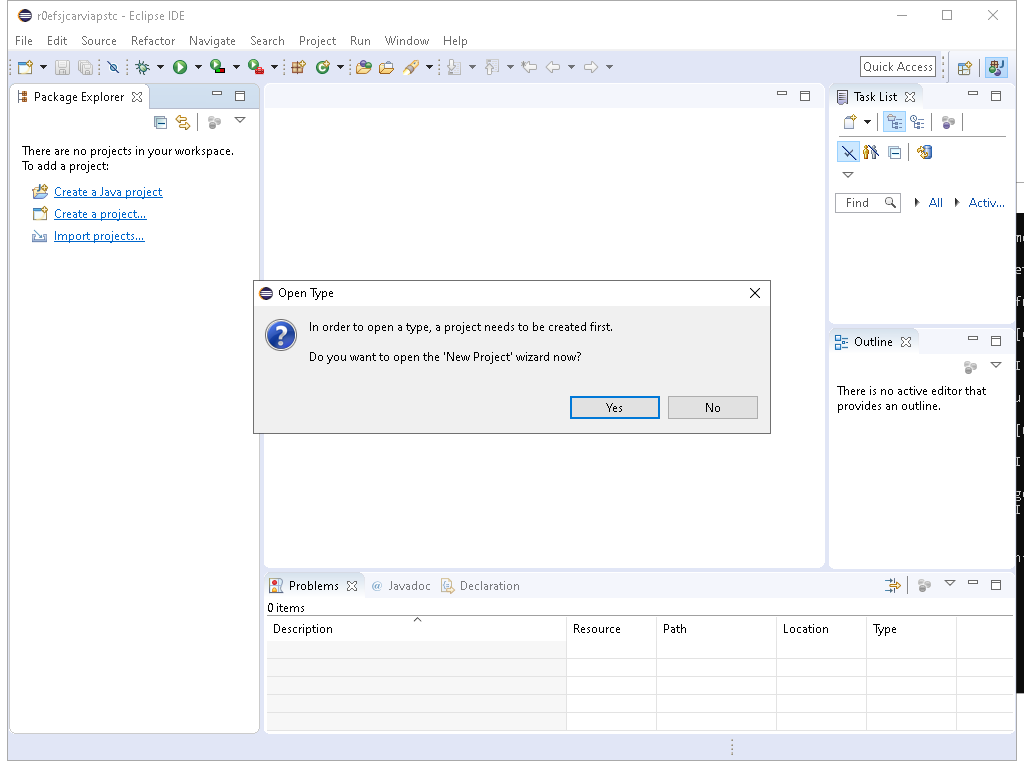 r0efsjcarviapstc - Eclipse IDE
File Edit Source Refactor Navigate Search Project Run Window Help
Quick Access
Package Explorer
There are no projects in your workspace.
To add a project:
Create a Java project
Create a project...
Import projects...
Task List
Find All Activ...
Open Type
In order to open a type, a project needs to be created first.
Do you want to open the 'New Project' wizard now?
Yes No
Outline
There is no active editor that
provides an outline.
Problems @ Javadoc Declaration
0 items
Description Resource Path Location Type